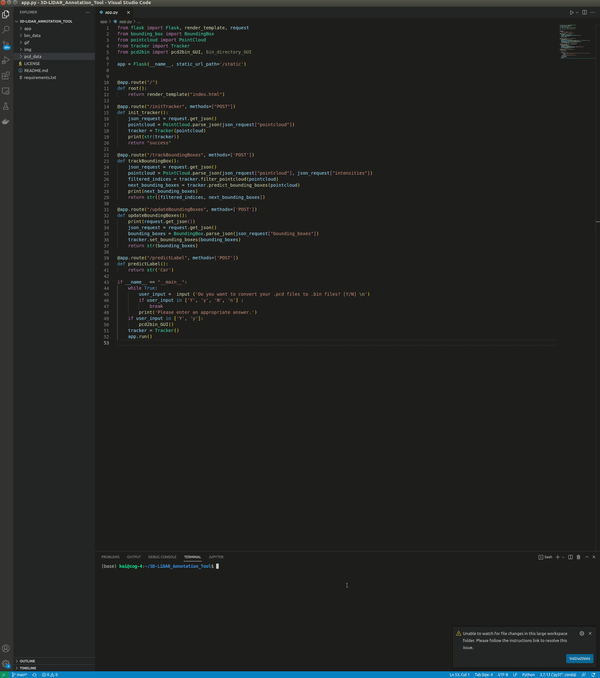 app.py - 3D-LiDAR_Annotation_Tool - Visual Studio Code
EXPLORER
3D-LIDAR_ANNOTATION_TOOL
app
bin_data
gif
img
pcd_data
LICENSE
README.md
requirements.txt
OUTLINE
TIMELINE
app.py
app > app.py > ...
1 from flask import Flask, render_template, request
2 from bounding_box import BoundingBox
3 from pointcloud import PointCloud
4 from tracker import Tracker
5 from pcd2bin import pcd2bin_GUI, bin_directory_GUI
6
7 app = Flask(__name__, static_url_path='/static')
8
9
10 @app.route("/")
11 def root():
12 return render_template("index.html")
13
14 @app.route("/initTracker", methods=["POST"])
15 def init_tracker():
16 json_request = request.get_json()
17 pointcloud = PointCloud.parse_json(json_request["pointcloud"])
18 tracker = Tracker(pointcloud)
19 print(str(tracker))
20 return "success"
21
22 @app.route("/trackBoundingBoxes", methods=['POST'])
23 def trackBoundingBox():
24 json_request = request.get_json()
25 pointcloud = PointCloud.parse_json(json_request["pointcloud"], json_request["intensities"])
26 filtered_indices = tracker.filter_pointcloud(pointcloud)
27 next_bounding_boxes = tracker.predict_bounding_boxes(pointcloud)
28 print(next_bounding_boxes)
29 return str([filtered_indices, next_bounding_boxes])
30
31 @app.route("/updateBoundingBoxes", methods=['POST'])
32 def updateBoundingBoxes():
33 print(request.get_json())
34 json_request = request.get_json()
35 bounding_boxes = BoundingBox.parse_json(json_request["bounding_boxes"])
36 tracker.set_bounding_boxes(bounding_boxes)
37 return str(bounding_boxes)
38
39 @app.route("/predictLabel", methods=['POST'])
40 def predictLabel():
41 return str('Car')
42
43 if __name__ == "__main__":
44 while True:
45 user_input = input ('Do you want to convert your .pcd files to .bin files? [Y/N] \n')
46 if user_input in ['Y', 'y', 'N', 'n'] :
47 break
48 print('Please enter an appropriate answer.')
49 if user_input in ['Y', 'y']:
50 pcd2bin_GUI()
51 tracker = Tracker()
52 app.run()
53
PROBLEMS OUTPUT DEBUG CONSOLE TERMINAL JUPYTER
bash
(base) kai@cog-4:~/3D-LiDAR_Annotation_Tool$
Unable to watch for file changes in this large workspace
folder. Please follow the instructions link to resolve this
issue.
Instructions
main* 0 0 Ln 53, Col 1 Tab Size: 4 UTF-8 LF Python